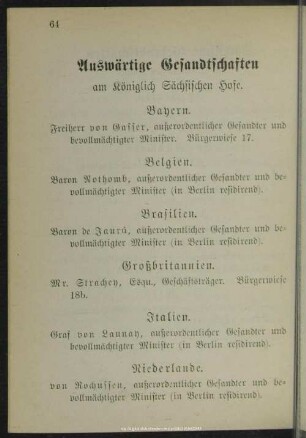 64
Auswärtige Gesandtschaften
am Königlich Sächsischen Hofe.
Bayern.
Freiherr von Gasser, außerordentlicher Gesandter und
bevollmächtigter Minister. Bürgerwiese 17.
Belgien.
Baron Nothomb, außerordentlicher Gesandter und be-
vollmächtigter Minister (in Berlin residirend).
Brasilien.
Baron de Jaurú, außerordentlicher Gesandter und be-
vollmächtigter Minister (in Berlin residirend).
Großbritannien.
Mr. Strachey, Esqu., Geschäftsträger. Bürgerwiese
18b.
Italien.
Graf von Launay, außerordentlicher Gesandter und
bevollmächtigter Minister (in Berlin residirend).
Niederlande.
von Rochussen, außerordentlicher Gesandter und be-
vollmächtigter Minister (in Berlin residirend).